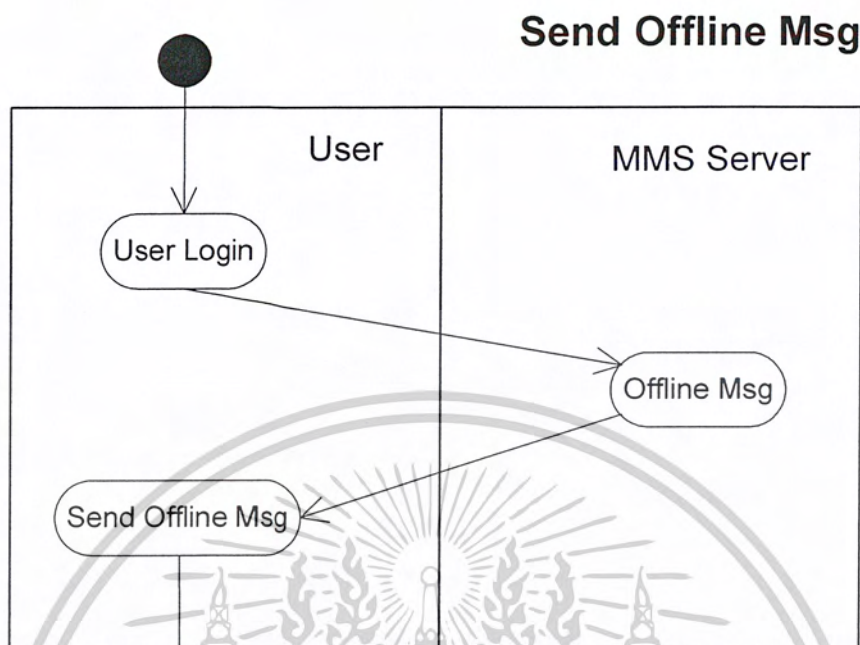 Send Offline Msg
User
MMS Server
User Login
Offline Msg
Send Offline Msg